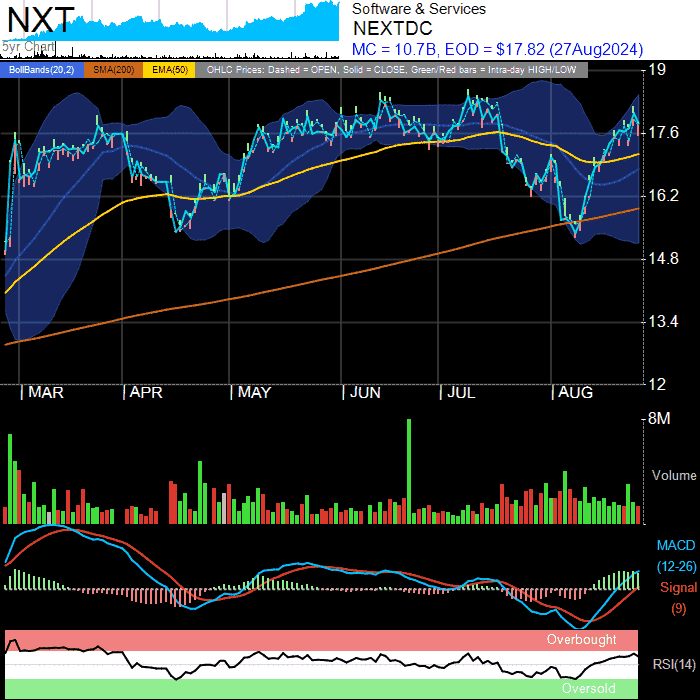 NXT
5yr Chart
Software & Services
NEXTDC
MC = 10.7B, EOD = $17.82 (27Aug2024)
BollBands(20,2) SMA(200) EMA(50) OHLC Prices: Dashed = OPEN, Solid = CLOSE, Green/Red bars = Intra-day HIGH/LOW
19
17.6
16.2
14.8
13.4
12
MAR APR MAY JUN JUL AUG
8M
Volume
MACD
(12-26)
Signal
(9)
Overbought
RSI(14)
Oversold